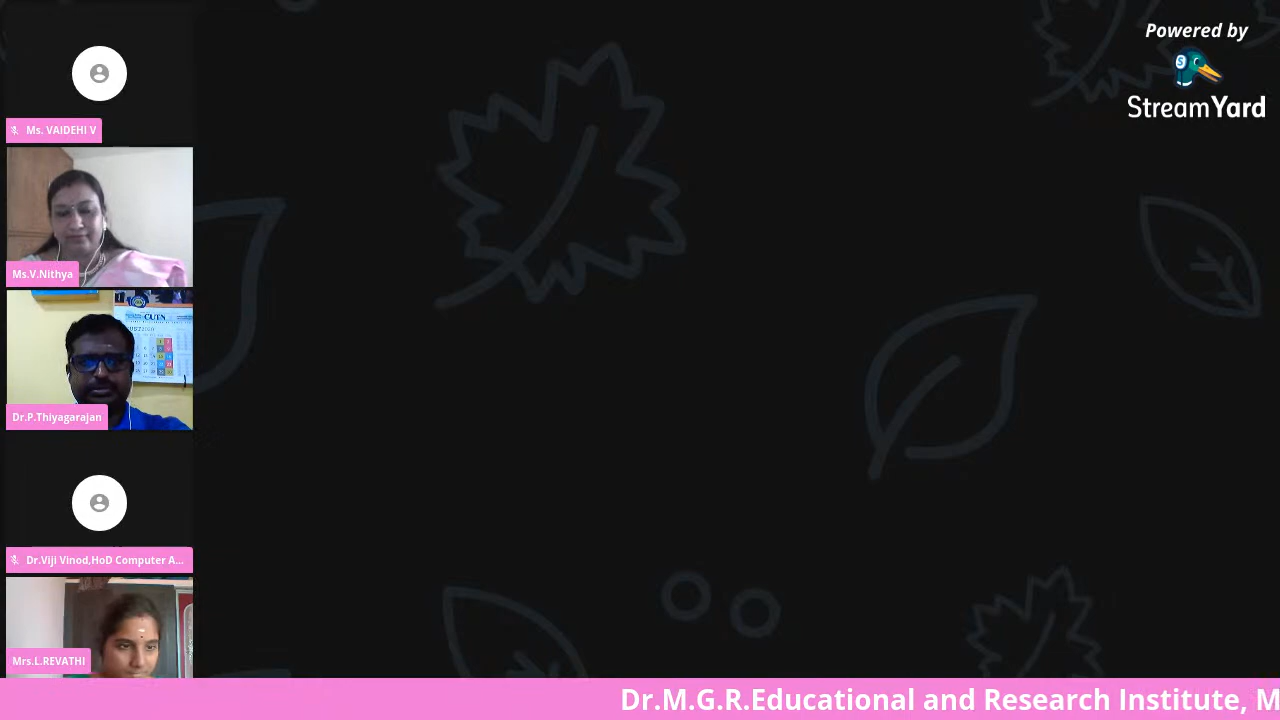 Powered by
StreamYard
Ms. VAIDEHI V
Ms.V.Nithya
CUTN
Dr.P.Thiyagarajan
Dr.Viji Vinod,HoD Computer A...
Mrs.L.REVATHI
Dr.M.G.R.Educational and Research Institute, M